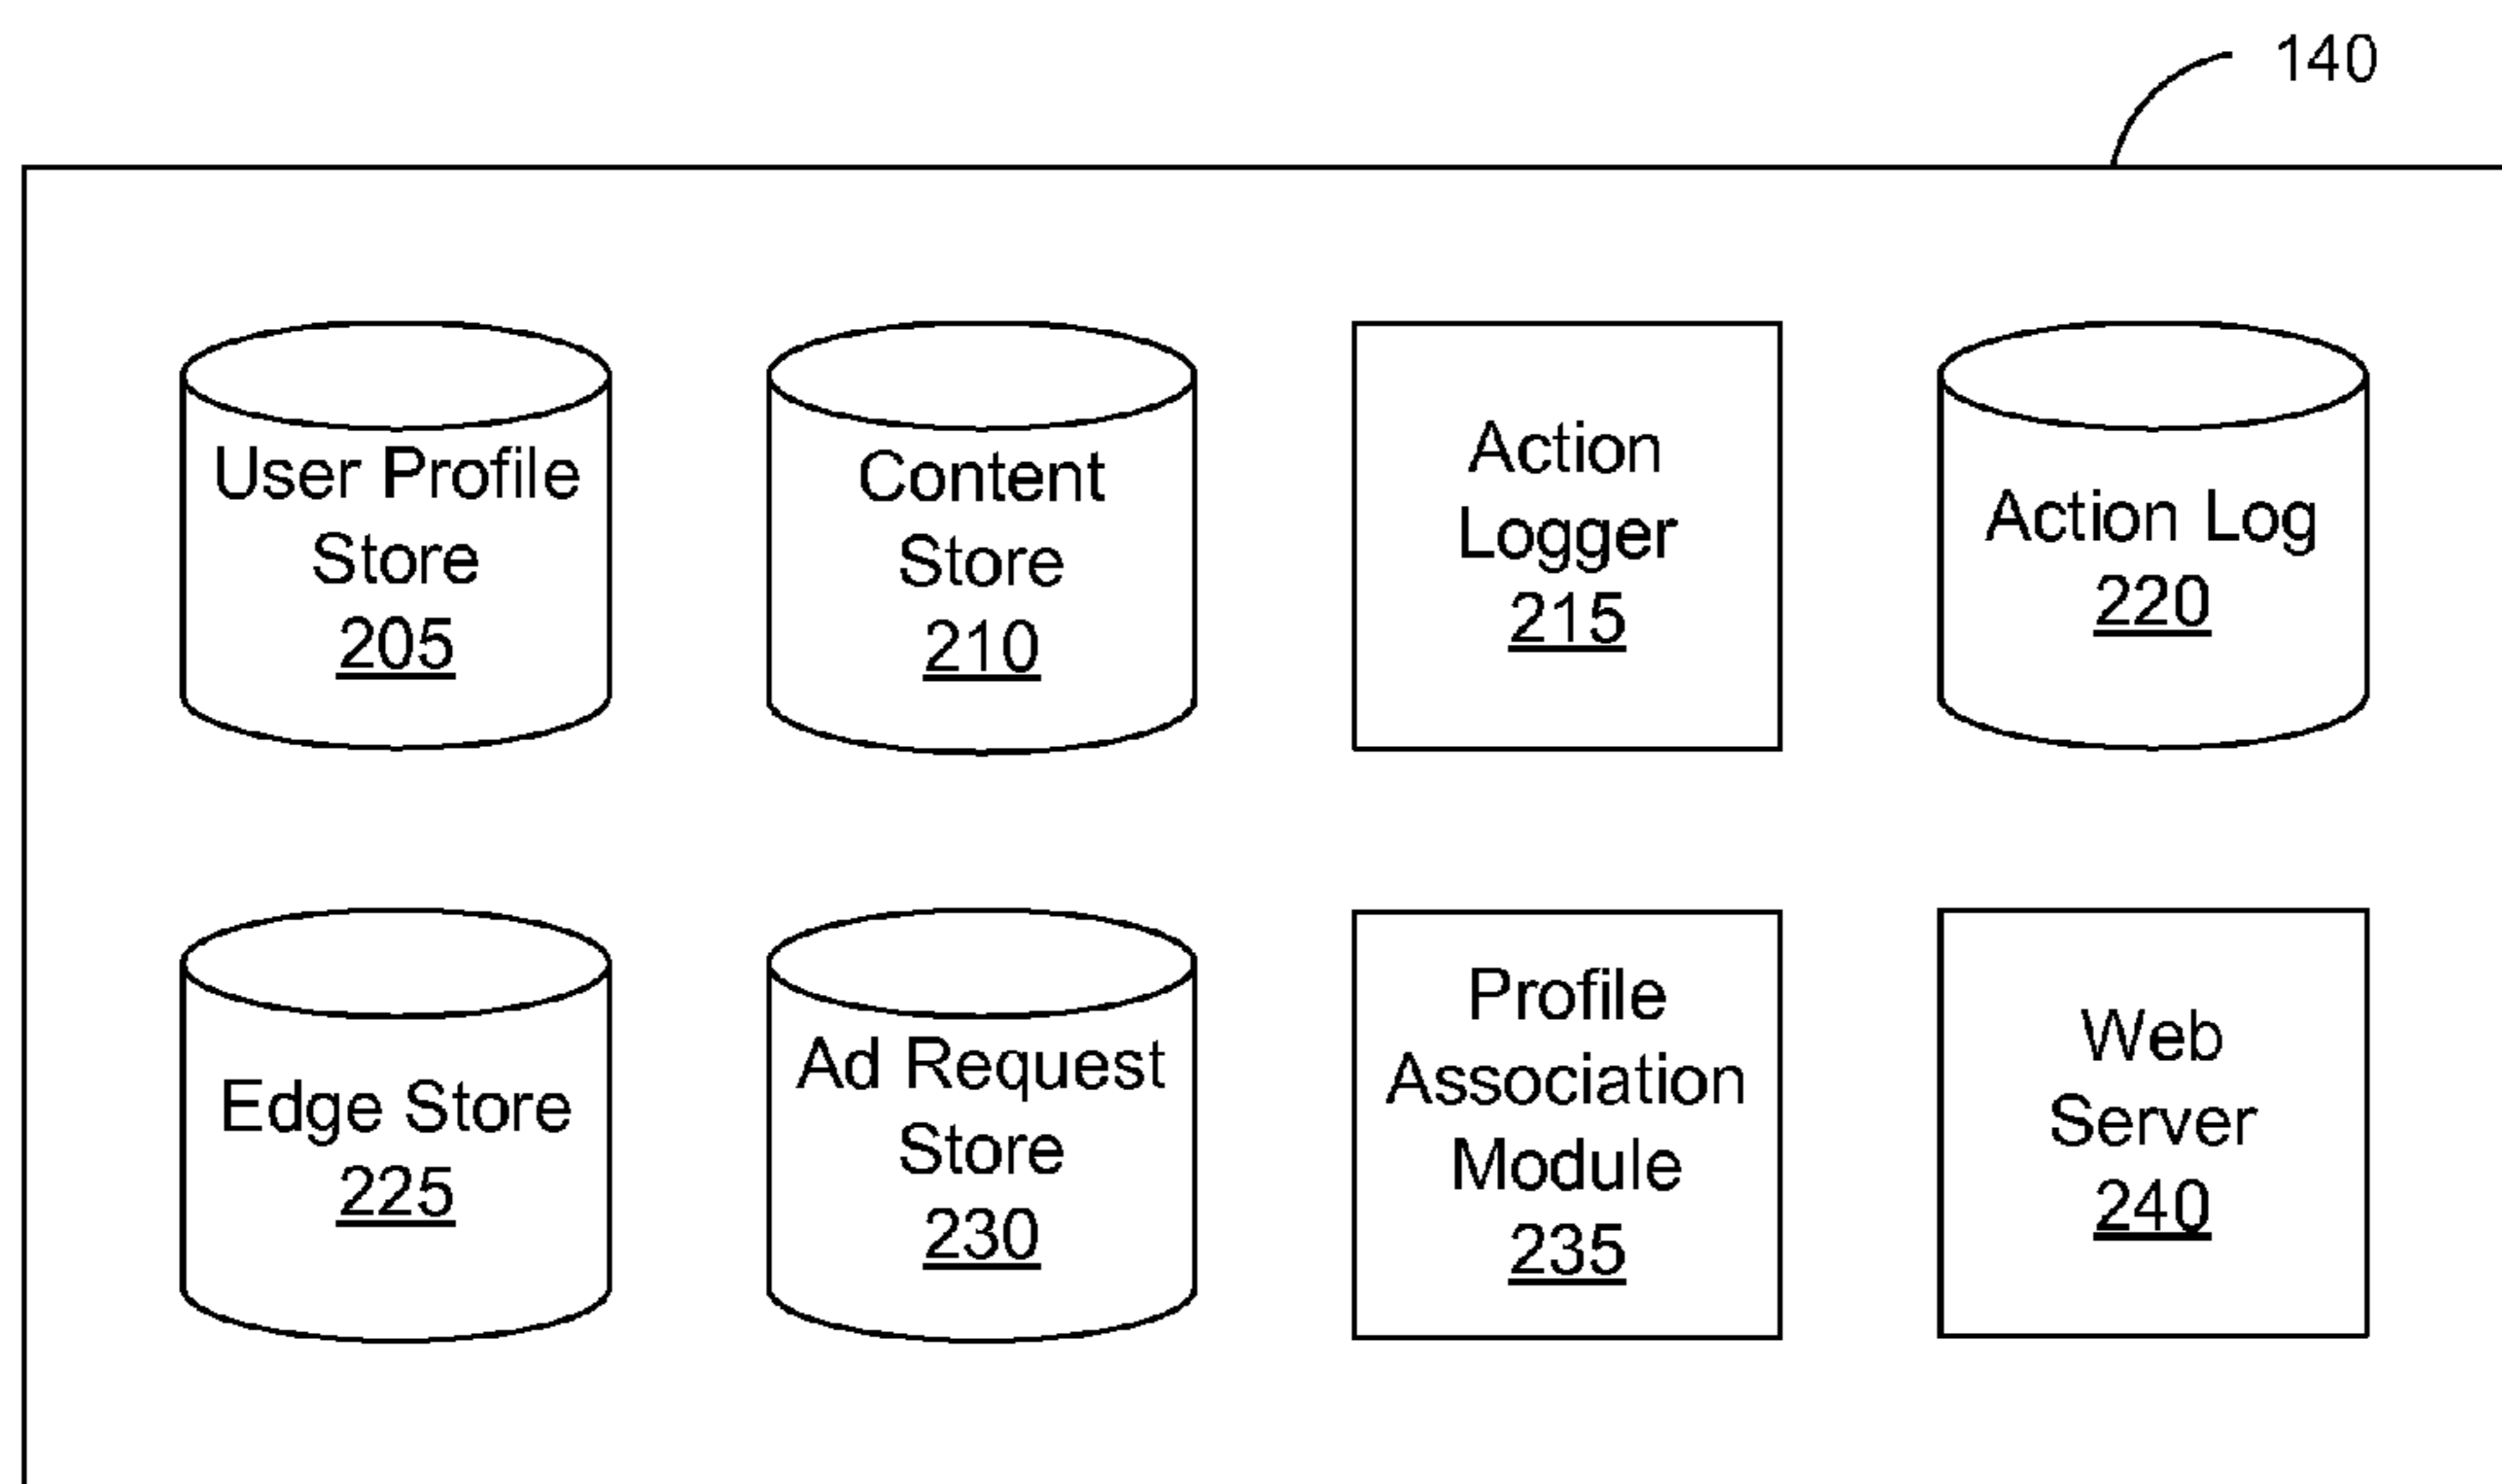 140
User Profile
Store
205
Content
Store
210
Action
Logger
215
Action Log
220
Edge Store
225
Ad Request
Store
230
Profile
Association
Module
235
Web
Server
240